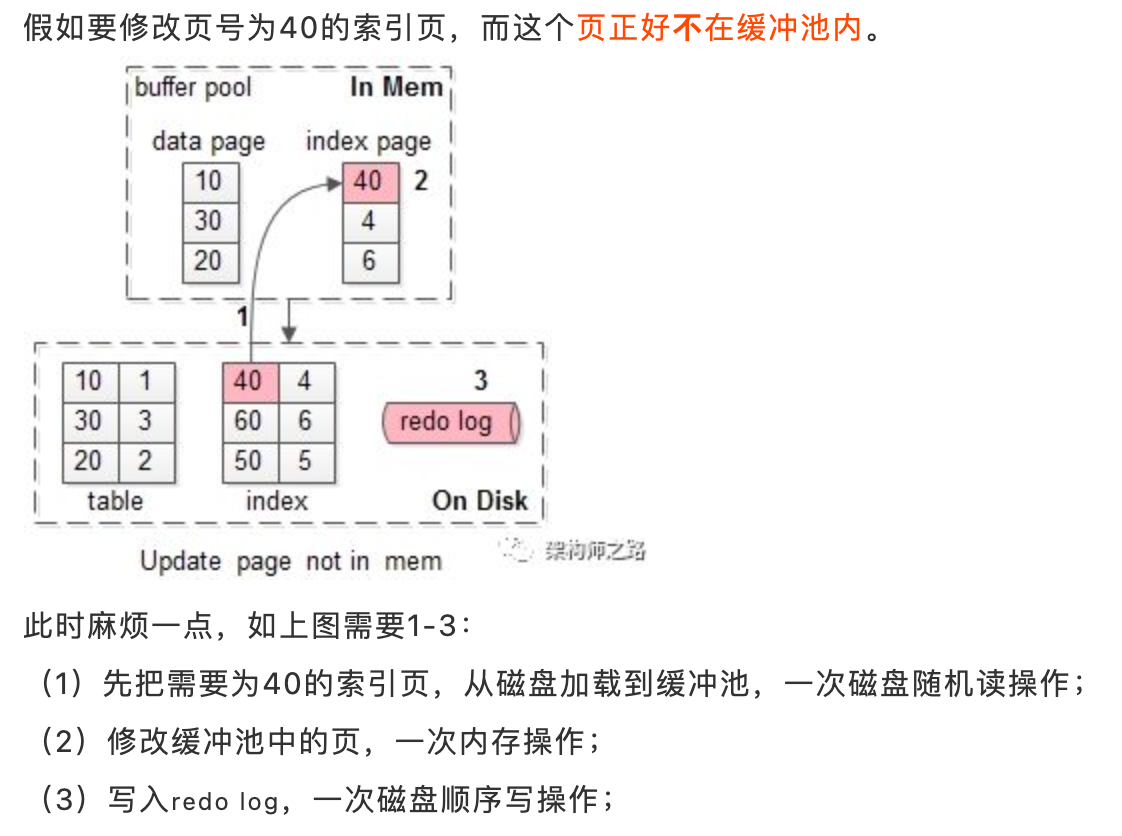 假如要修改页号为40的索引页，而这个页正好不在缓冲池内。
buffer pool In Mem
data page index page
10 40 2
30 4
20 6
1
10 1 40 4 3
30 3 60 6 redo log
20 2 50 5
table index On Disk
Update page not in mem 架构师之路
此时麻烦一点，如上图需要1-3：
（1）先把需要为40的索引页，从磁盘加载到缓冲池，一次磁盘随机读操作；
（2）修改缓冲池中的页，一次内存操作；
（3）写入redo log，一次磁盘顺序写操作；